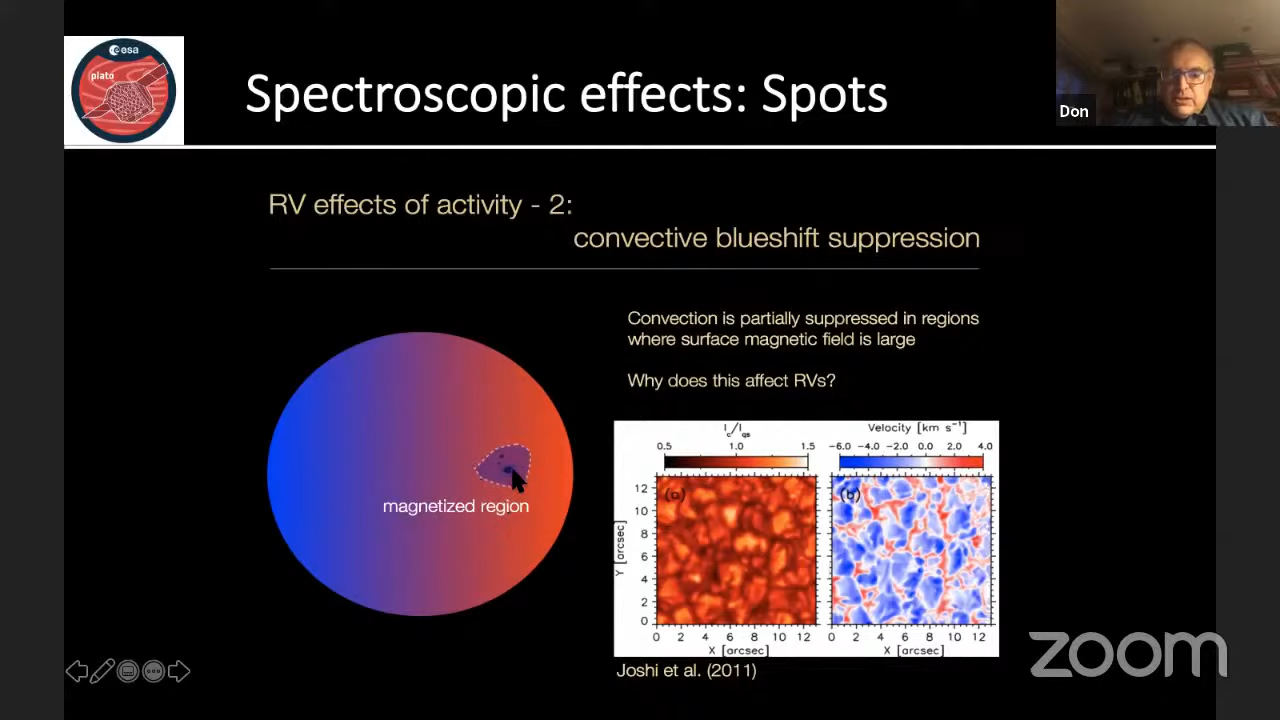 esa
plato
Spectroscopic effects: Spots
Don
RV effects of activity - 2:
convective blueshift suppression
Convection is partially suppressed in regions
where surface magnetic field is large
Why does this affect RVs?
magnetized region
Ic/Iqs
0.5 1.0 1.5
Velocity [km s⁻¹]
-6.0 -4.0 -2.0 0.0 2.0 4.0
(a)
(b)
Y [arcsec]
12
10
8
6
4
2
0
0 2 4 6 8 10 12
0 2 4 6 8 10 12
X [arcsec]
X [arcsec]
Joshi et al. (2011)
zoom